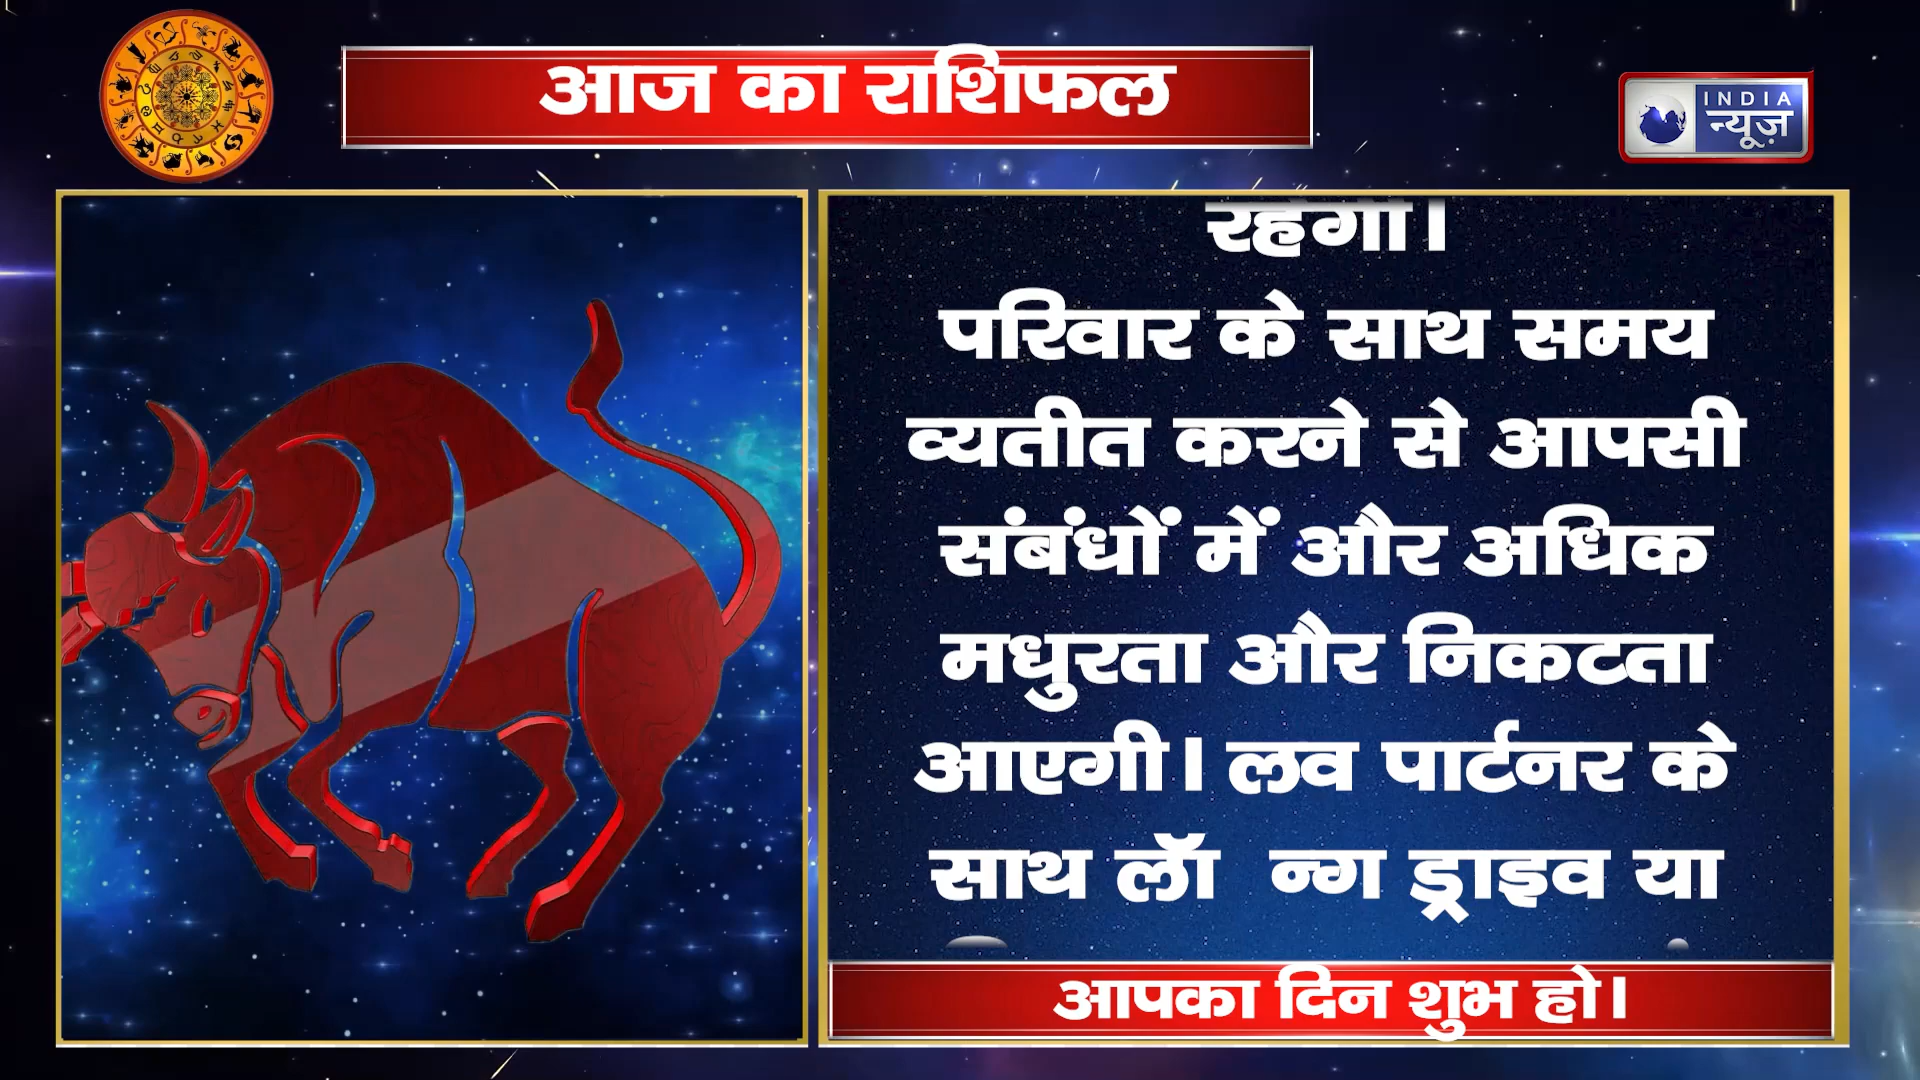 आज का राशिफल
INDIA
न्यूज़
रहेगा।
परिवार के साथ समय
व्यतीत करने से आपसी
संबंधों में और अधिक
मधुरता और निकटता
आएगी। लव पार्टनर के
साथ लॉ न्ग ड्राइव या
आपका दिन शुभ हो।